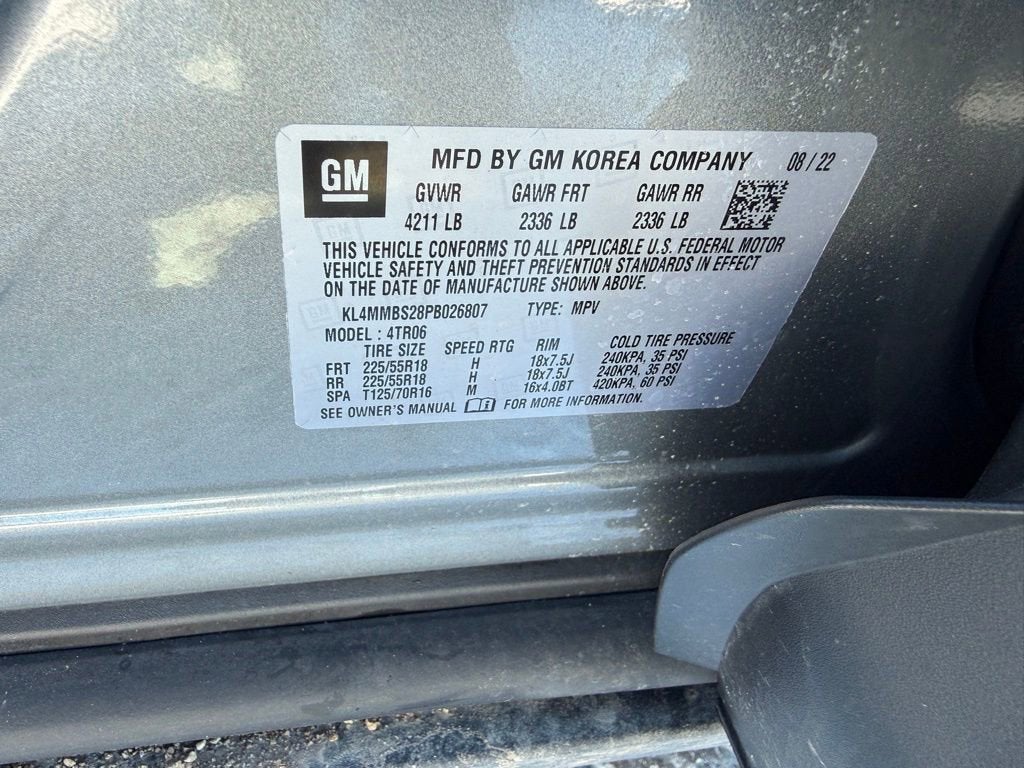 GM MFD BY GM KOREA COMPANY 08/22
GVWR GAWR FRT GAWR RR
4211 LB 2336 LB 2336 LB
THIS VEHICLE CONFORMS TO ALL APPLICABLE U.S. FEDERAL MOTOR
VEHICLE SAFETY AND THEFT PREVENTION STANDARDS IN EFFECT
ON THE DATE OF MANUFACTURE SHOWN ABOVE.
KL4MMBS28PB026807 TYPE: MPV
MODEL: 4TR06
TIRE SIZE SPEED RTG RIM COLD TIRE PRESSURE
FRT 225/55R18 H 18x7.5J 240KPA, 35 PSI
RR 225/55R18 H 18x7.5J 240KPA, 35 PSI
SPA T125/70R16 M 16x4.0BT 420KPA, 60 PSI
SEE OWNER'S MANUAL FOR MORE INFORMATION.